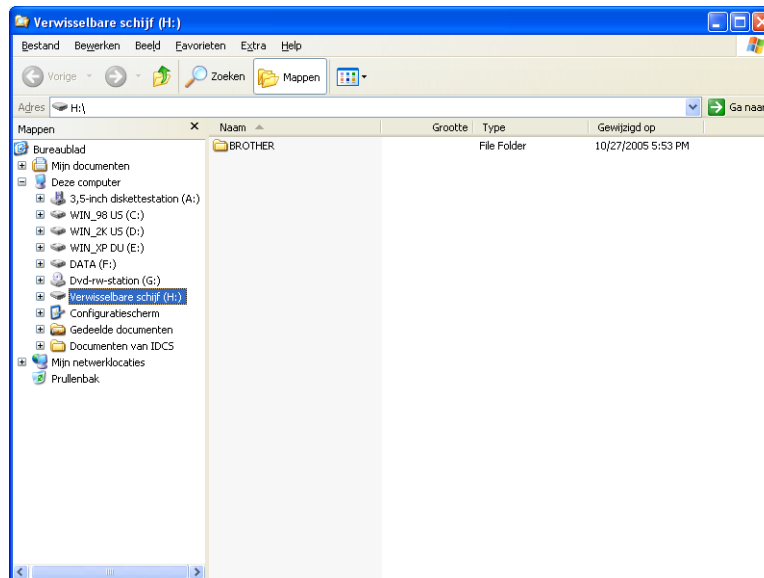 Verwisselbare schijf (H:)
Bestand Bewerken Beeld Favorieten Extra Help
Vorige Zoeken Mappen
Adres H:\ Ga naar
Mappen Naam Grootte Type Gewijzigd op
Bureaublad BROTHER File Folder 10/27/2005 5:53 PM
Mijn documenten
Deze computer
3,5-inch diskettestation (A:)
WIN_98 US (C:)
WIN_2K US (D:)
WIN_XP DU (E:)
DATA (F:)
Dvd-rw-station (G:)
Verwisselbare schijf (H:)
Configuratiescherm
Gedeelde documenten
Documenten van IDCS
Mijn netwerklocaties
Prullenbak